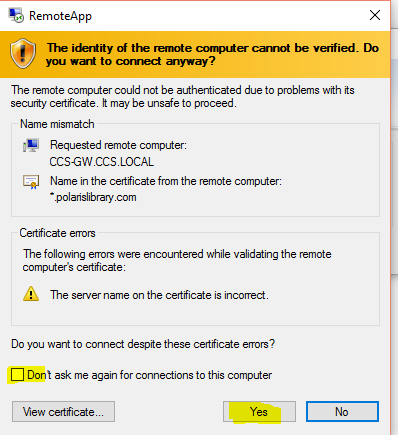 RemoteApp
The identity of the remote computer cannot be verified. Do
you want to connect anyway?
The remote computer could not be authenticated due to problems with its
security certificate. It may be unsafe to proceed.
Name mismatch
Requested remote computer:
CCS-GW.CCS.LOCAL
Name in the certificate from the remote computer:
*.polarislibrary.com
Certificate errors
The following errors were encountered while validating the remote
computer's certificate:
The server name on the certificate is incorrect.
Do you want to connect despite these certificate errors?
Don't ask me again for connections to this computer
View certificate...
Yes
No